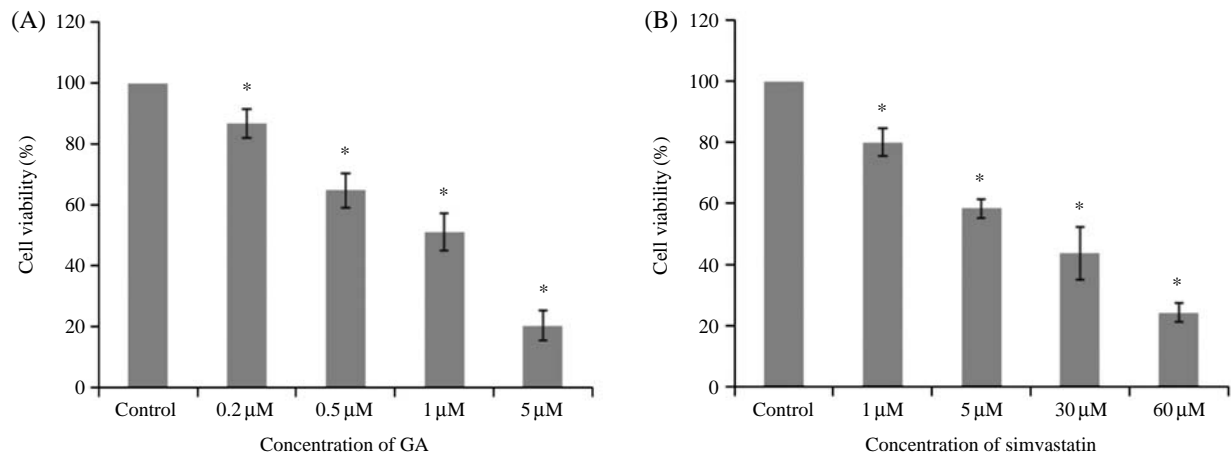 (A)
120
100
80
60
40
20
0
Cell viability (%)
*
*
*
*
Control 0.2 μM 0.5 μM 1 μM 5 μM
Concentration of GA
(B)
120
100
80
60
40
20
0
Cell viability (%)
*
*
*
*
Control 1 μM 5 μM 30 μM 60 μM
Concentration of simvastatin